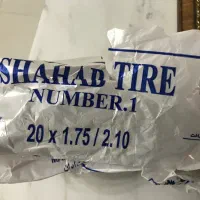 SHAHAB TIRE
NUMBER.1
20 x 1.75 / 2.10